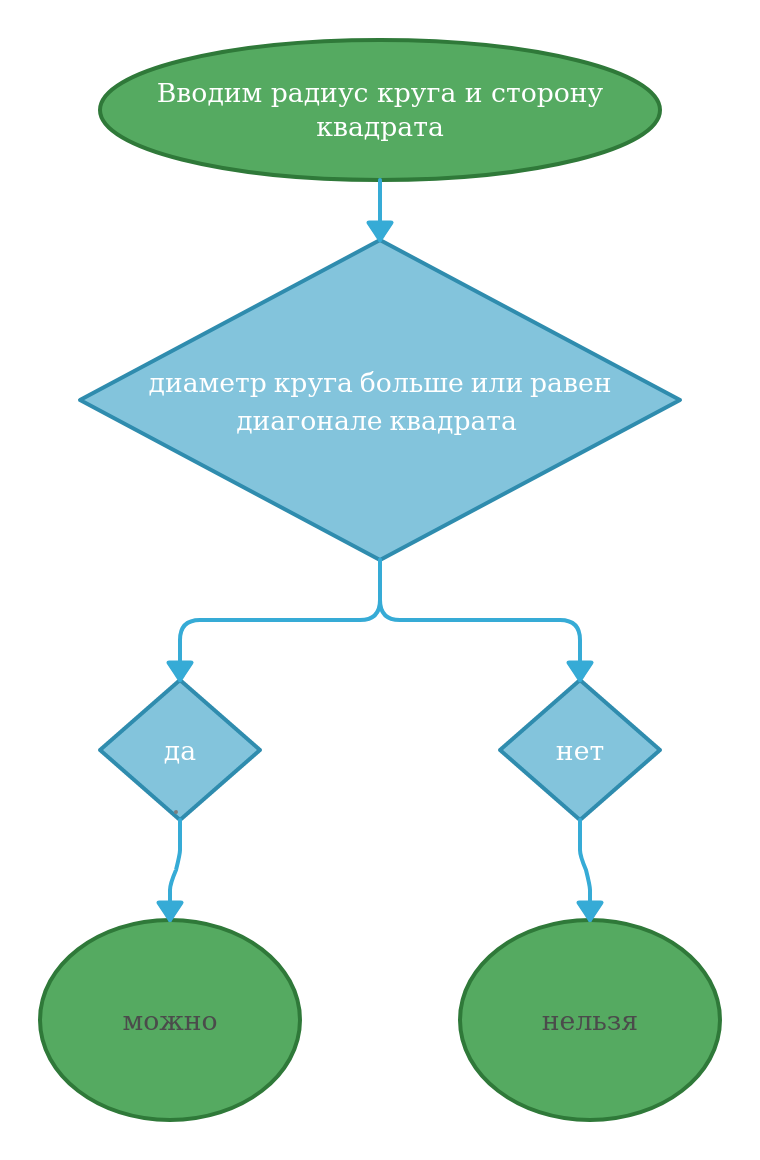 Вводим радиус круга и сторону
квадрата
диаметр круга больше или равен
диагонале квадрата
да
нет
можно
нельзя